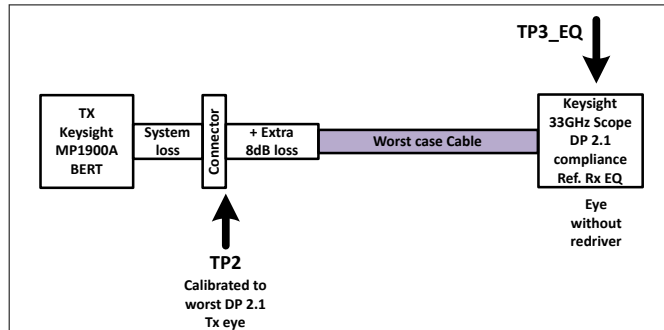 TP3_EQ
TX
Keysight
MP1900A
BERT
System
loss
Connector
+ Extra
8dB loss
Worst case Cable
Keysight
33GHz Scope
DP 2.1
compliance
Ref. Rx EQ
Eye
without
redriver
TP2
Calibrated to
worst DP 2.1
Tx eye